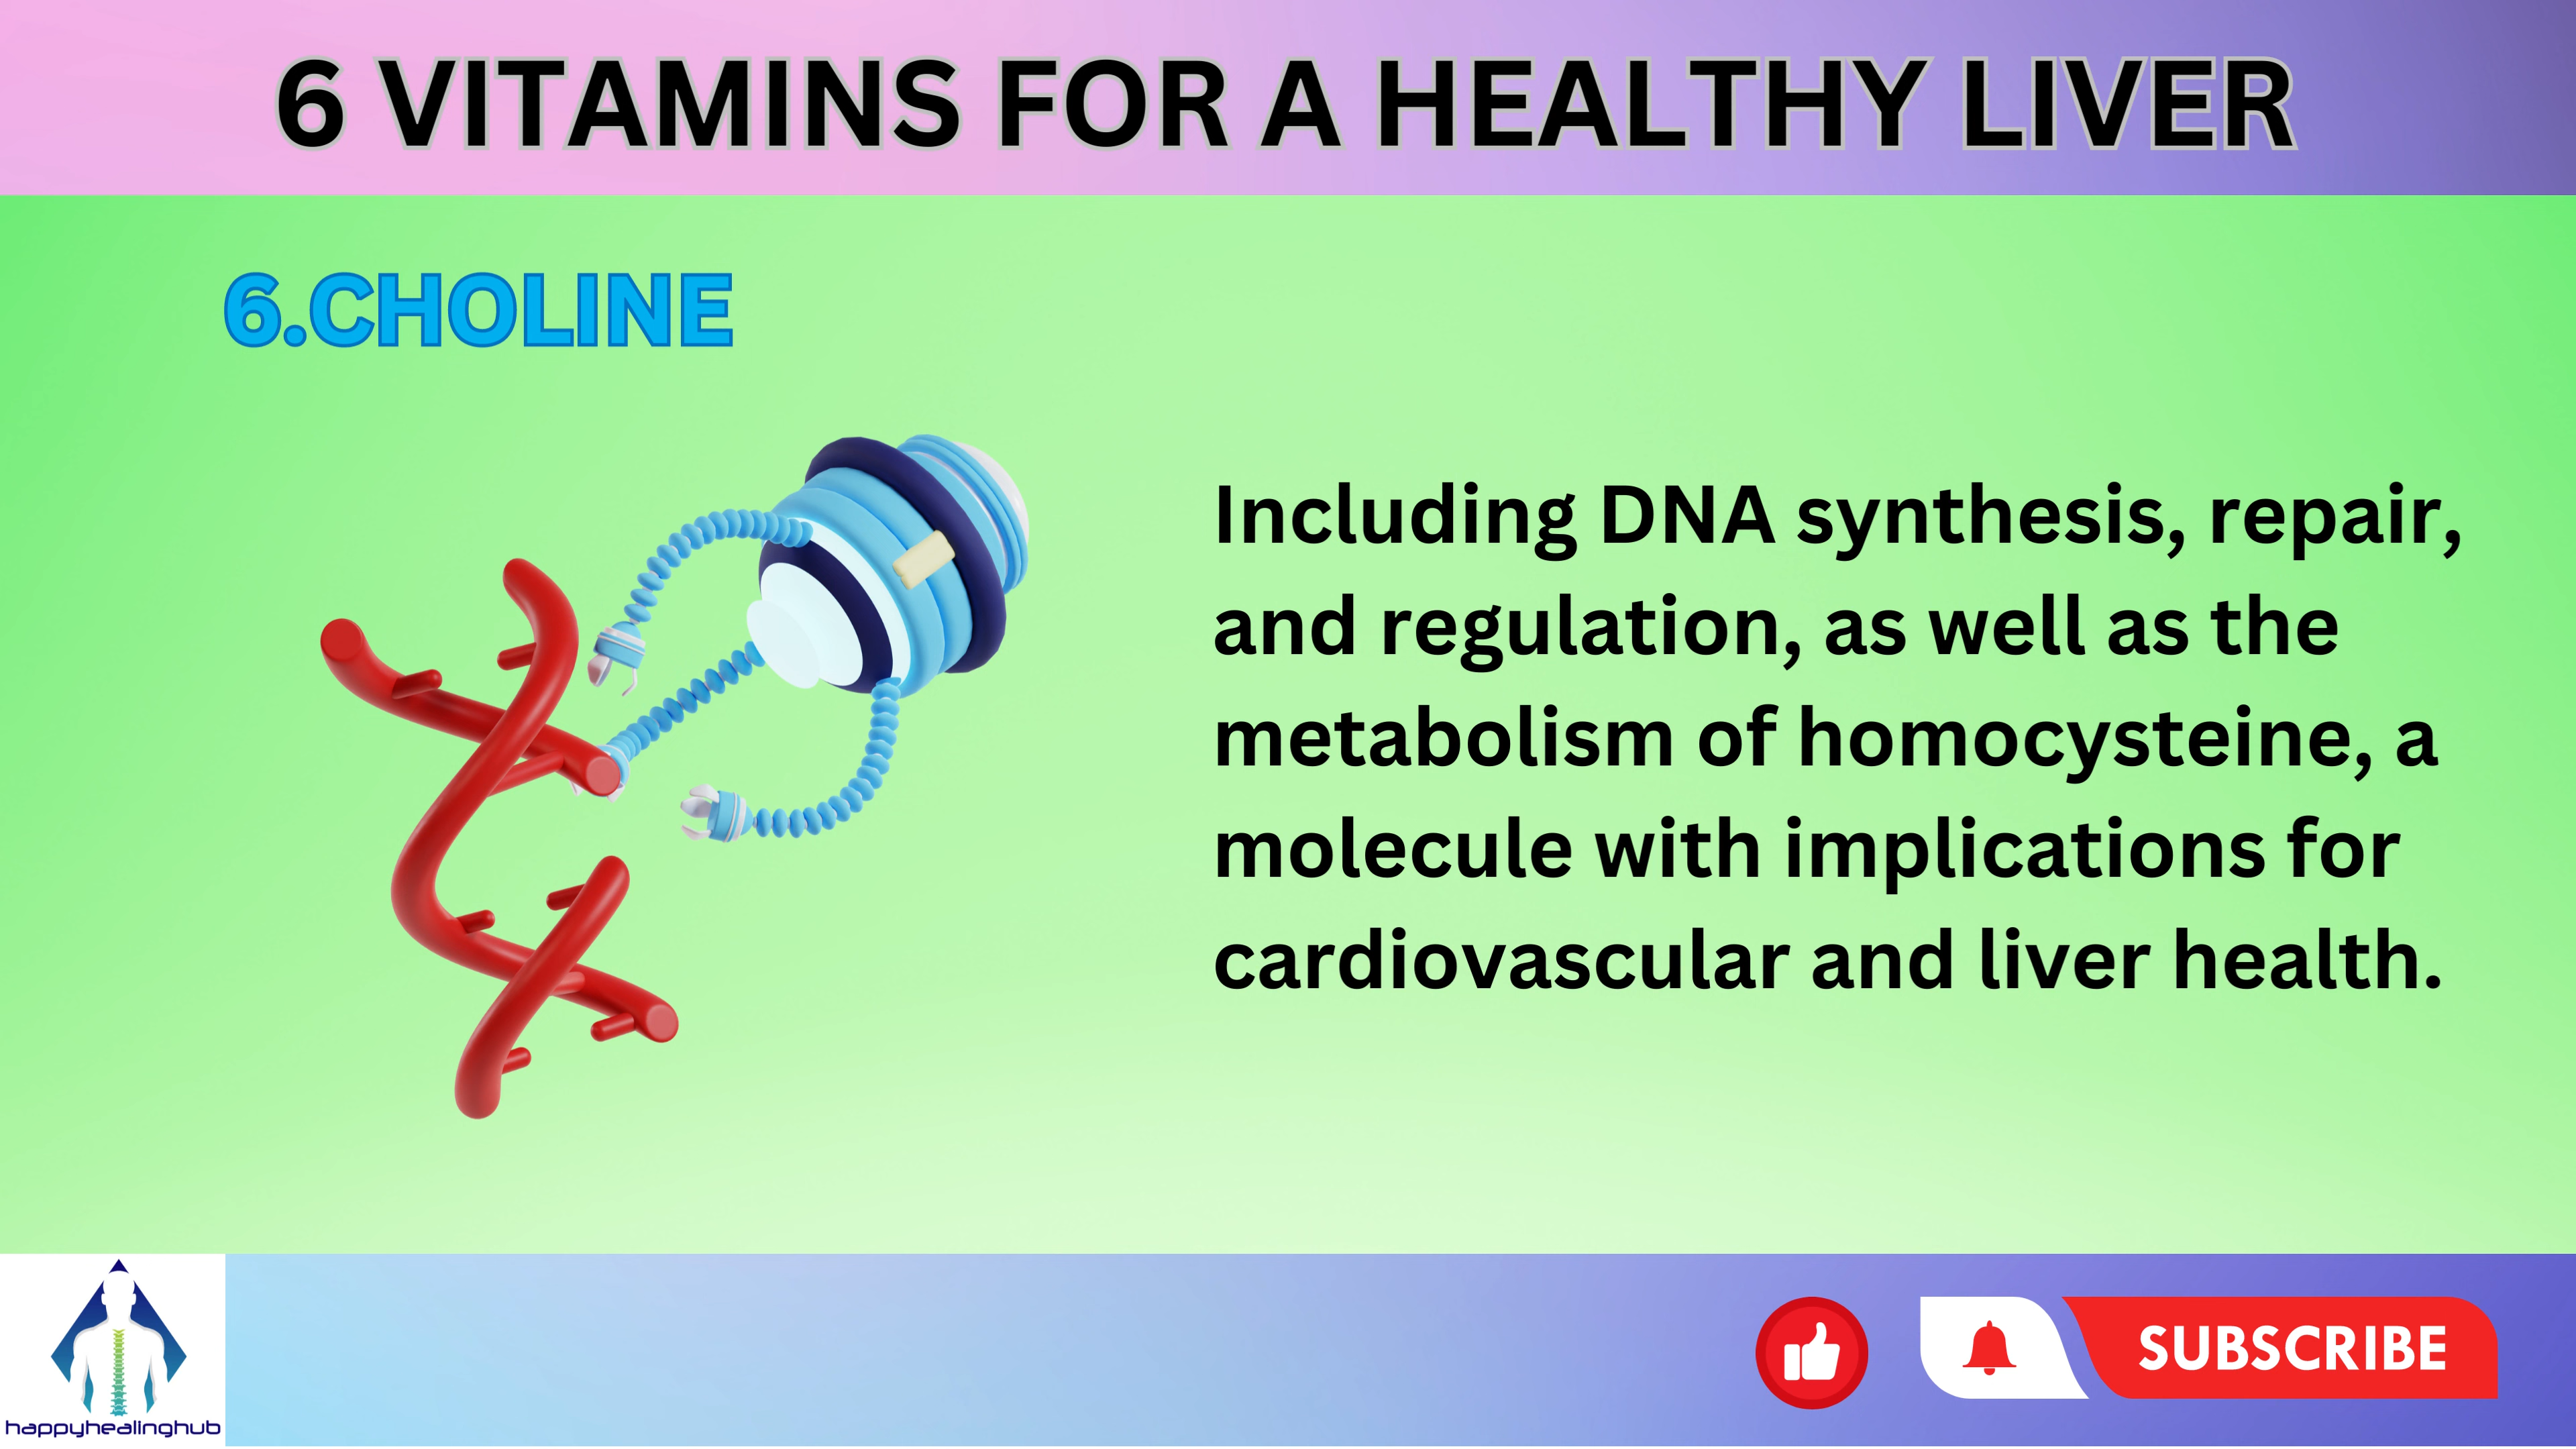 6 VITAMINS FOR A HEALTHY LIVER
6.CHOLINE
Including DNA synthesis, repair,
and regulation, as well as the
metabolism of homocysteine, a
molecule with implications for
cardiovascular and liver health.
happyhealinghub
SUBSCRIBE